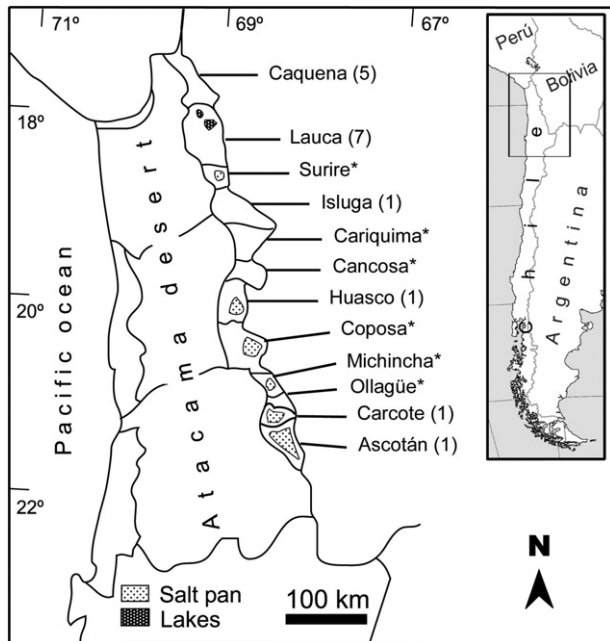 71º
69º
67º
Caquena (5)
18º
Lauca (7)
Surire*
Isluga (1)
Cariquima*
Cancosa*
20º
Huasco (1)
Coposa*
Michincha*
Ollagüe*
Carcote (1)
Ascotán (1)
22º
Pacific ocean
Atacama desert
Salt pan
Lakes
100 km
Perú
Bolivia
Chile
Argentina
N